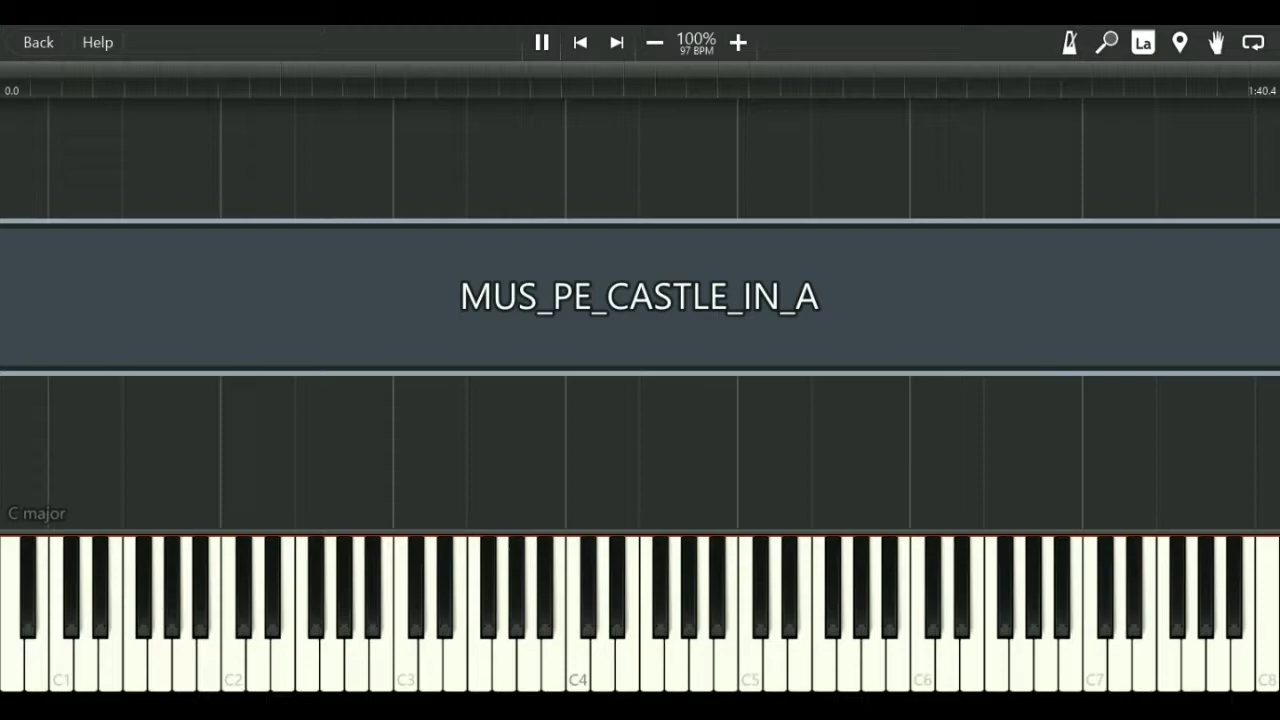 Back Help 100% La
97 BPM
0.0 1:40.4
MUS_PE_CASTLE_IN_A
C major
C1 C2 C3 C4 C5 C6 C7 C8